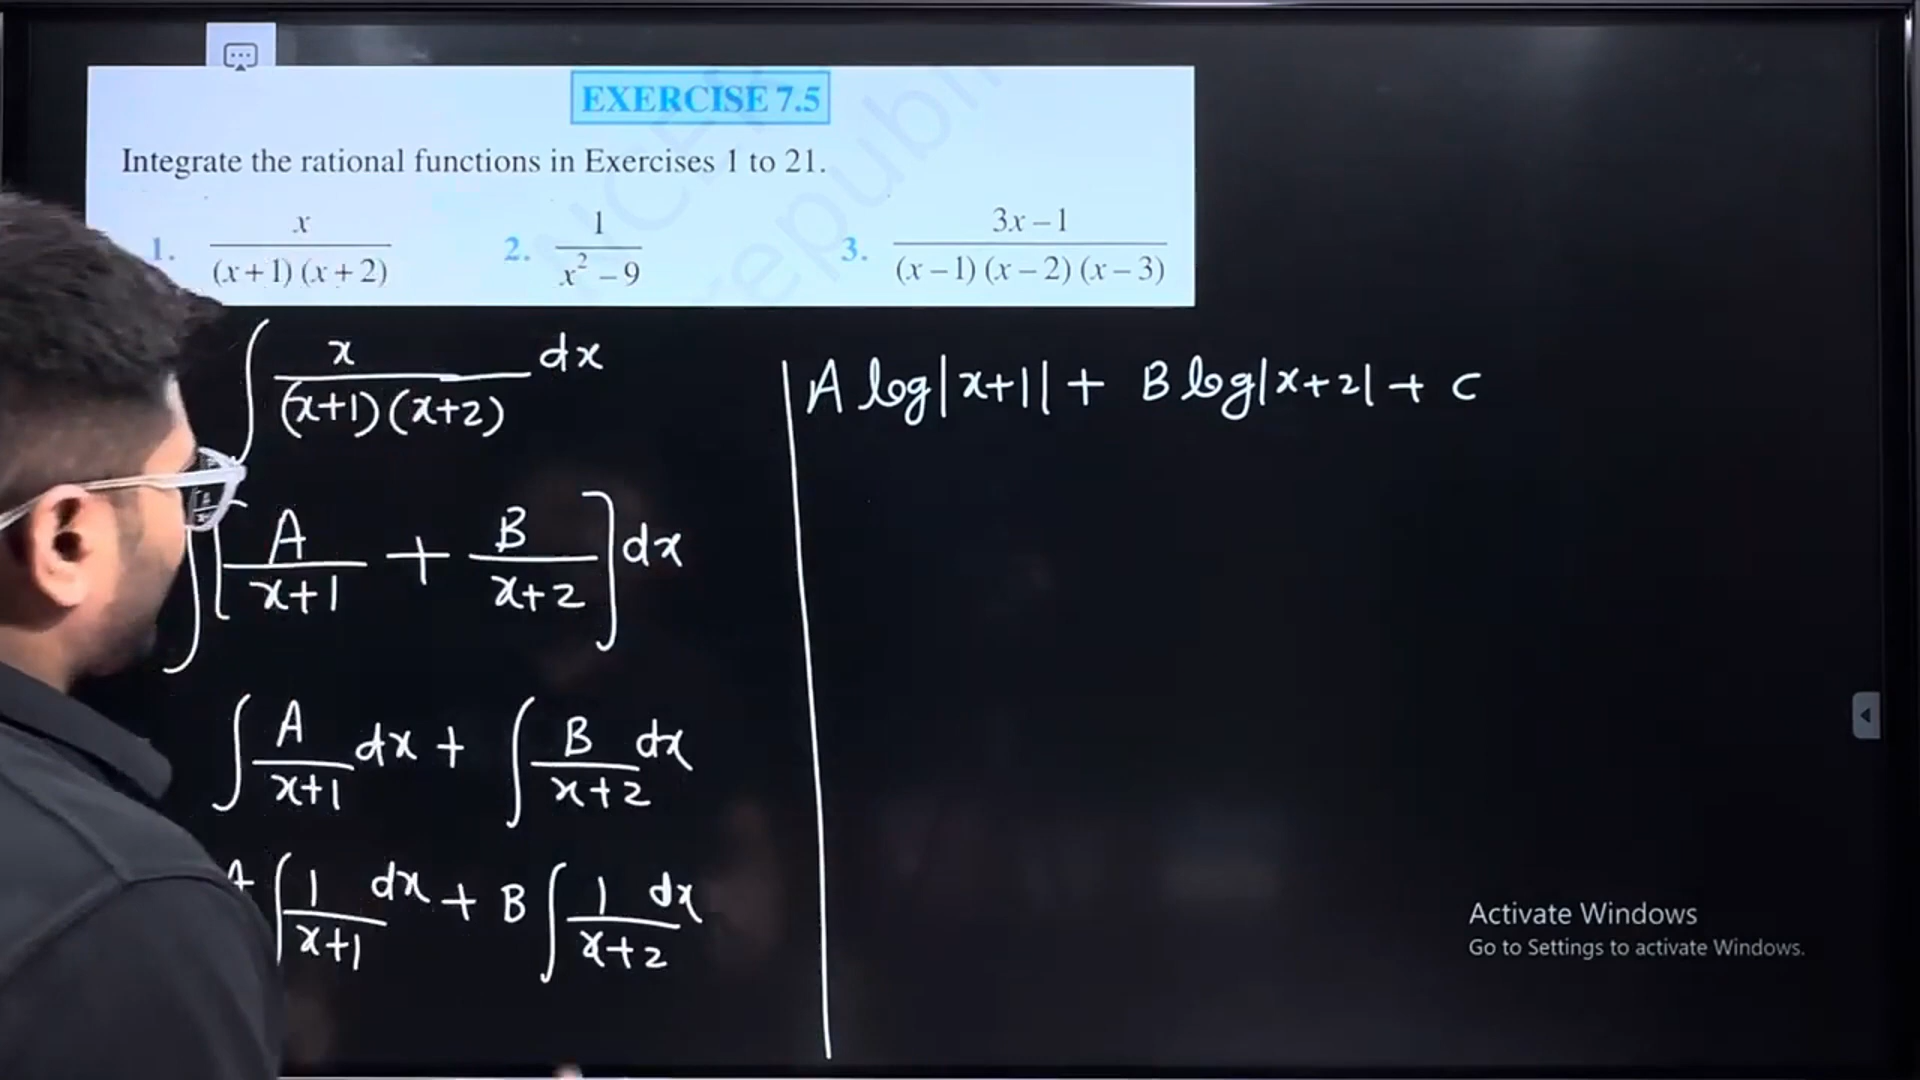 EXERCISE 7.5
Integrate the rational functions in Exercises 1 to 21.
1. x/((x+1)(x+2)) 2. 1/(x² – 9) 3. (3x – 1)/((x – 1)(x – 2)(x – 3))
∫ x/((x+1)(x+2)) dx
∫[A/(x+1) + B/(x+2)]dx
∫ A/(x+1) dx + ∫ B/(x+2) dx
A ∫ 1/(x+1) dx + B ∫ 1/(x+2) dx
A log|x+1| + B log|x+2| + C
Activate Windows
Go to Settings to activate Windows.